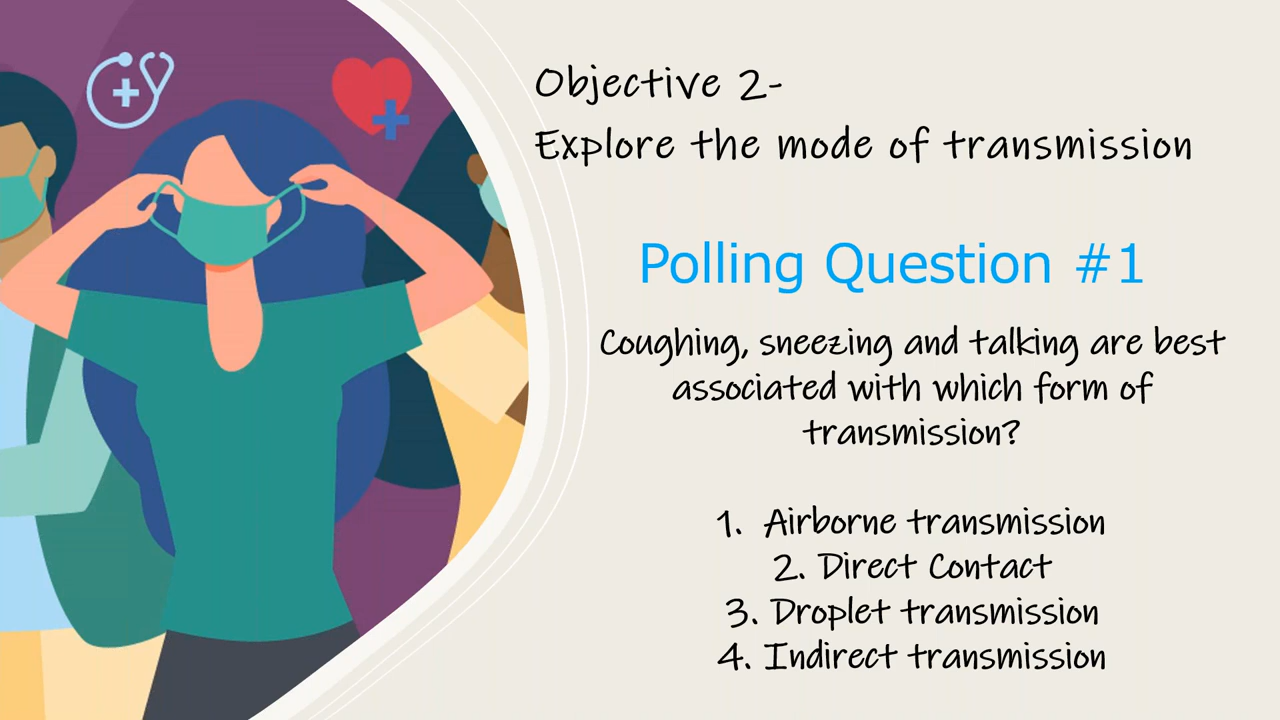 Objective 2-
Explore the mode of transmission
Polling Question #1
Coughing, sneezing and talking are best
associated with which form of
transmission?
1. Airborne transmission
2. Direct Contact
3. Droplet transmission
4. Indirect transmission